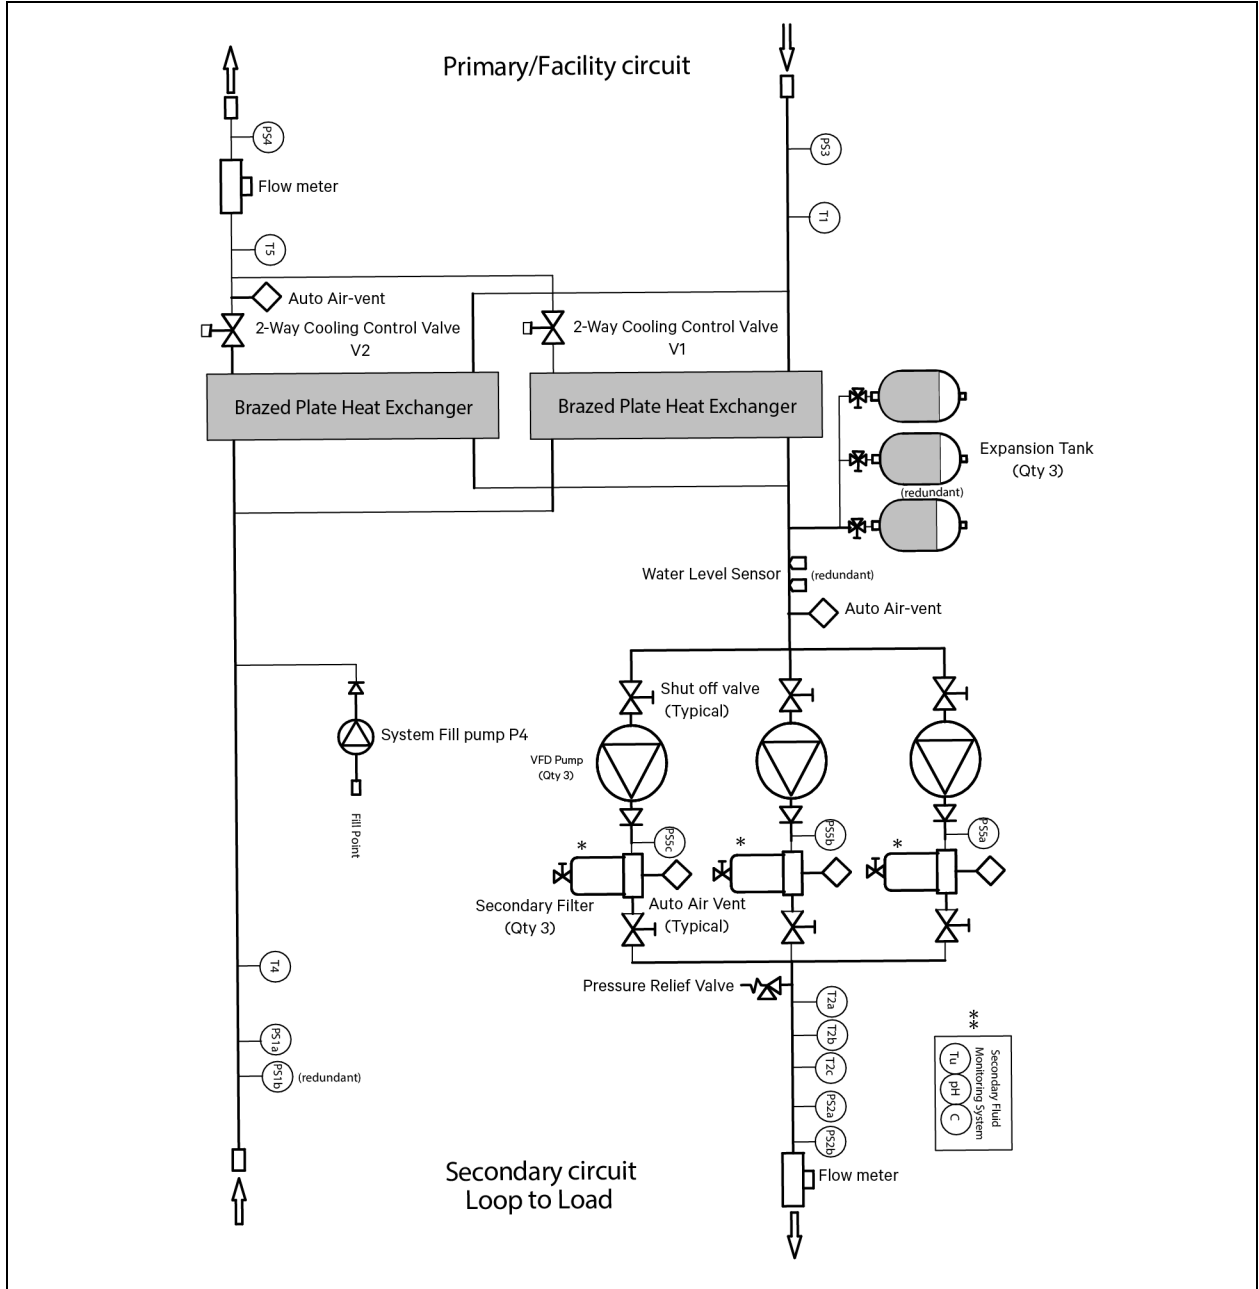 Primary/Facility circuit
PS4
PS3
Flow meter
T1
T5
Auto Air-vent
2-Way Cooling Control Valve
V2
2-Way Cooling Control Valve
V1
Brazed Plate Heat Exchanger
Brazed Plate Heat Exchanger
Expansion Tank
(Qty 3)
(redundant)
Water Level Sensor
(redundant)
Auto Air-vent
Shut off valve
(Typical)
System Fill pump P4
VFD Pump
(Qty 3)
Fill Point
PS5c
PS5b
PS5a
*
*
*
Secondary Filter
(Qty 3)
Auto Air Vent
(Typical)
T4
Pressure Relief Valve
T2a
T2b
T2c
PS2a
PS2b
PS1a
PS1b
(redundant)
**
Secondary Fluid
Monitoring System
Tu
pH
C
Secondary circuit
Loop to Load
Flow meter